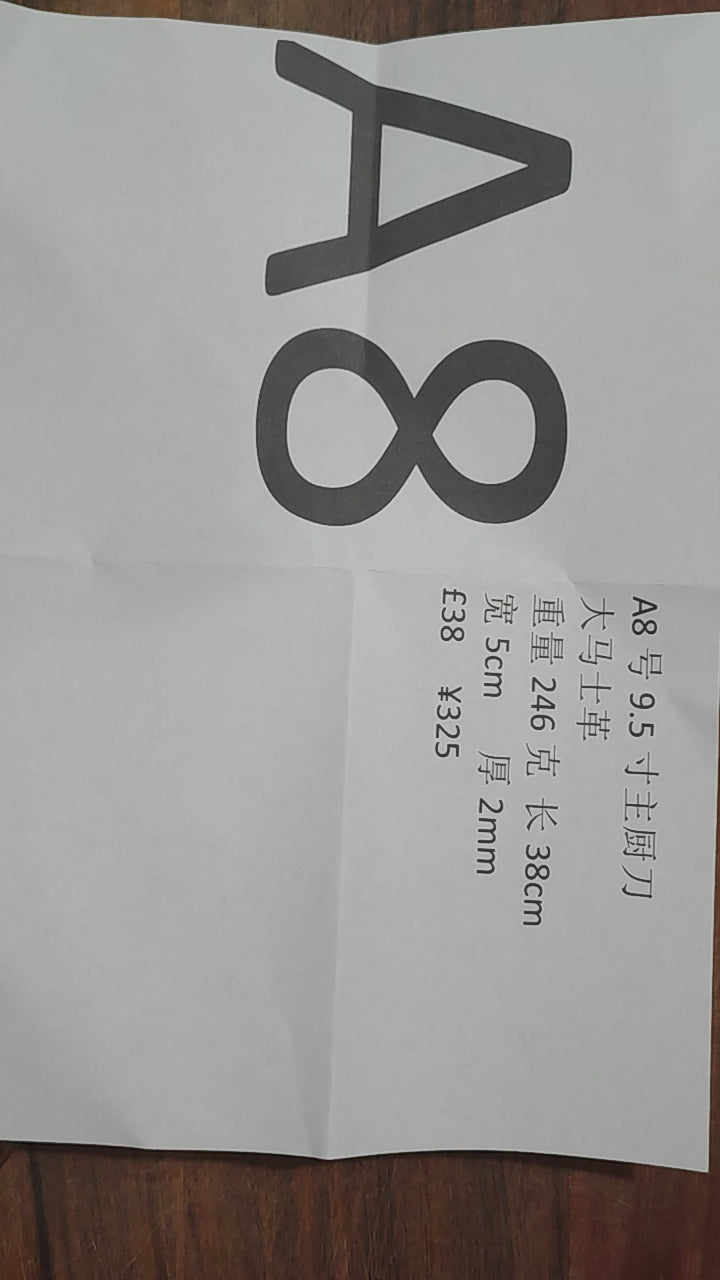 A8
A8 号 9.5 寸主厨刀
大马士革
重量 246 克 长 38cm
宽 5cm 厚 2mm
£38 ¥325